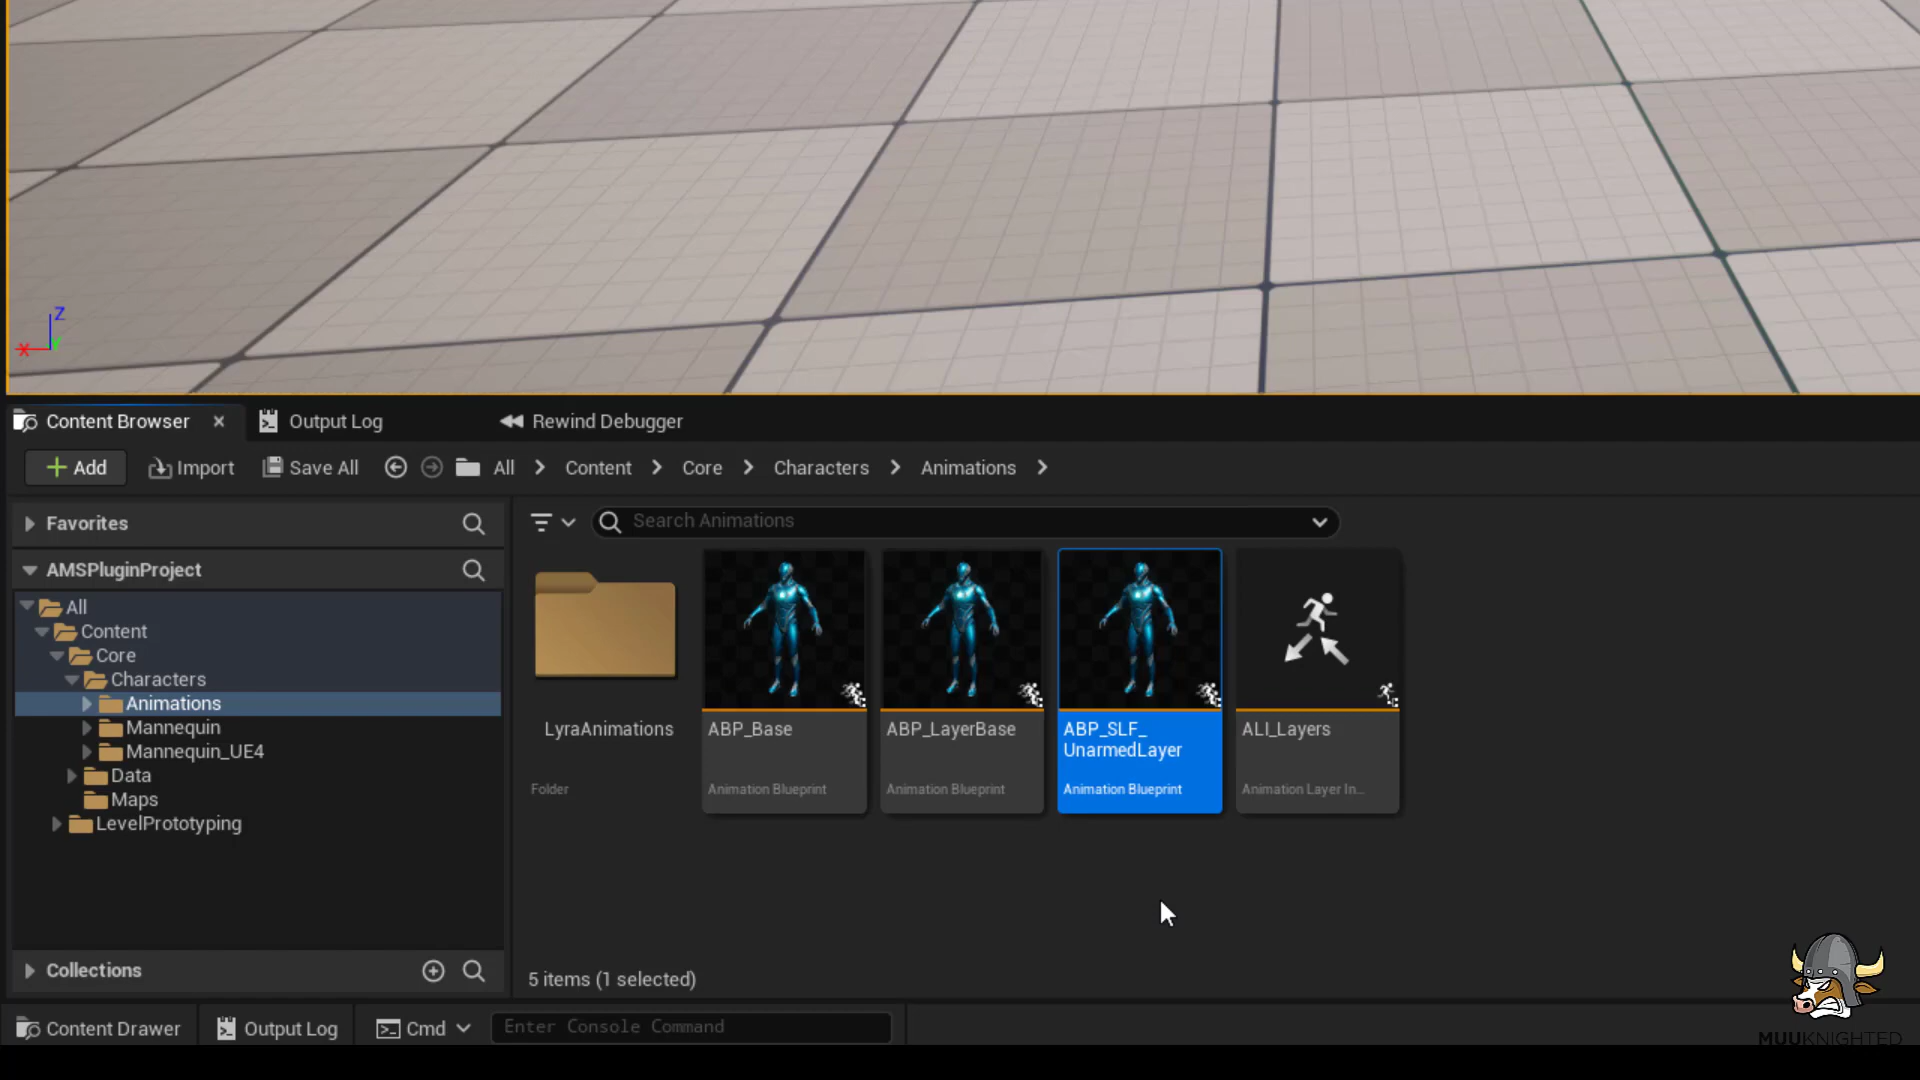 Z
X
Y
Content Browser
Output Log
Rewind Debugger
Add
Import
Save All
All
Content
Core
Characters
Animations
Favorites
Search Animations
AMSPluginProject
All
Content
Core
Characters
Animations
Mannequin
Mannequin_UE4
Data
Maps
LevelPrototyping
LyraAnimations
Folder
ABP_Base
Animation Blueprint
ABP_LayerBase
Animation Blueprint
ABP_SLF_
UnarmedLayer
Animation Blueprint
ALI_Layers
Animation Layer In...
Collections
5 items (1 selected)
Content Drawer
Output Log
Cmd
Enter Console Command
MUUKNIGHTED